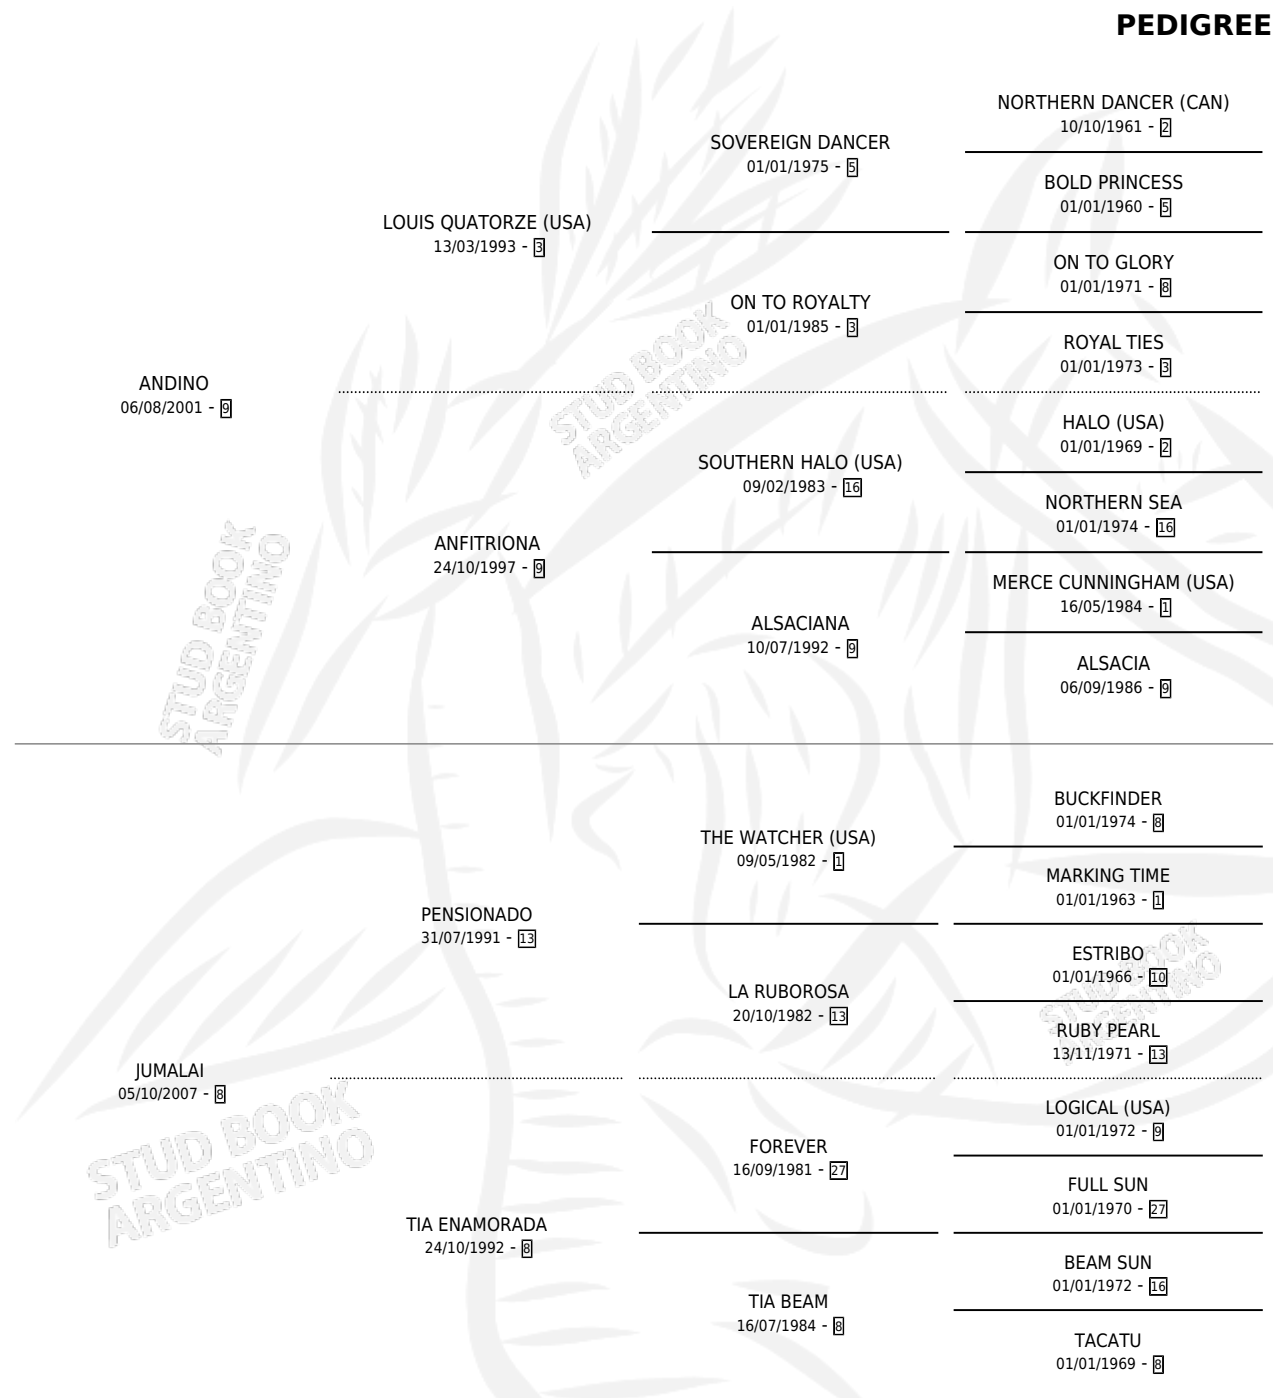 PEDIGREE
NORTHERN DANCER (CAN)
10/10/1961 - 2
SOVEREIGN DANCER
01/01/1975 - 5
BOLD PRINCESS
01/01/1960 - 5
LOUIS QUATORZE (USA)
13/03/1993 - 3
ON TO GLORY
01/01/1971 - 8
ON TO ROYALTY
01/01/1985 - 3
ROYAL TIES
01/01/1973 - 3
ANDINO
06/08/2001 - 9
HALO (USA)
01/01/1969 - 2
SOUTHERN HALO (USA)
09/02/1983 - 16
NORTHERN SEA
01/01/1974 - 16
ANFITRIONA
24/10/1997 - 9
MERCE CUNNINGHAM (USA)
16/05/1984 - 1
ALSACIANA
10/07/1992 - 9
ALSACIA
06/09/1986 - 9
BUCKFINDER
01/01/1974 - 8
THE WATCHER (USA)
09/05/1982 - 1
MARKING TIME
01/01/1963 - 1
PENSIONADO
31/07/1991 - 13
ESTRIBO
01/01/1966 - 10
LA RUBOROSA
20/10/1982 - 13
RUBY PEARL
13/11/1971 - 13
JUMALAI
05/10/2007 - 8
LOGICAL (USA)
01/01/1972 - 9
FOREVER
16/09/1981 - 27
FULL SUN
01/01/1970 - 27
TIA ENAMORADA
24/10/1992 - 8
BEAM SUN
01/01/1972 - 16
TIA BEAM
16/07/1984 - 8
TACATU
01/01/1969 - 8
STUD BOOK
ARGENTINO
STUD BOOK
ARGENTINO
STUD BOOK
ARGENTINO
STUD BOOK
ARGENTINO